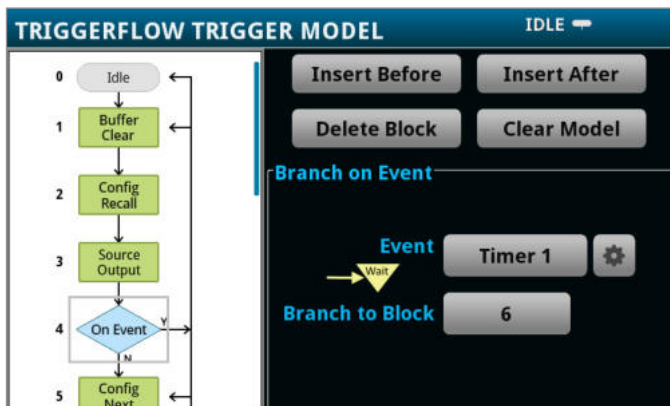 TRIGGERFLOW TRIGGER MODEL
IDLE
0
Idle
1
Buffer
Clear
2
Config
Recall
3
Source
Output
4
On Event
Y
N
5
Config
Next
Insert Before
Insert After
Delete Block
Clear Model
Branch on Event
Event
Timer 1
Wait
Branch to Block
6